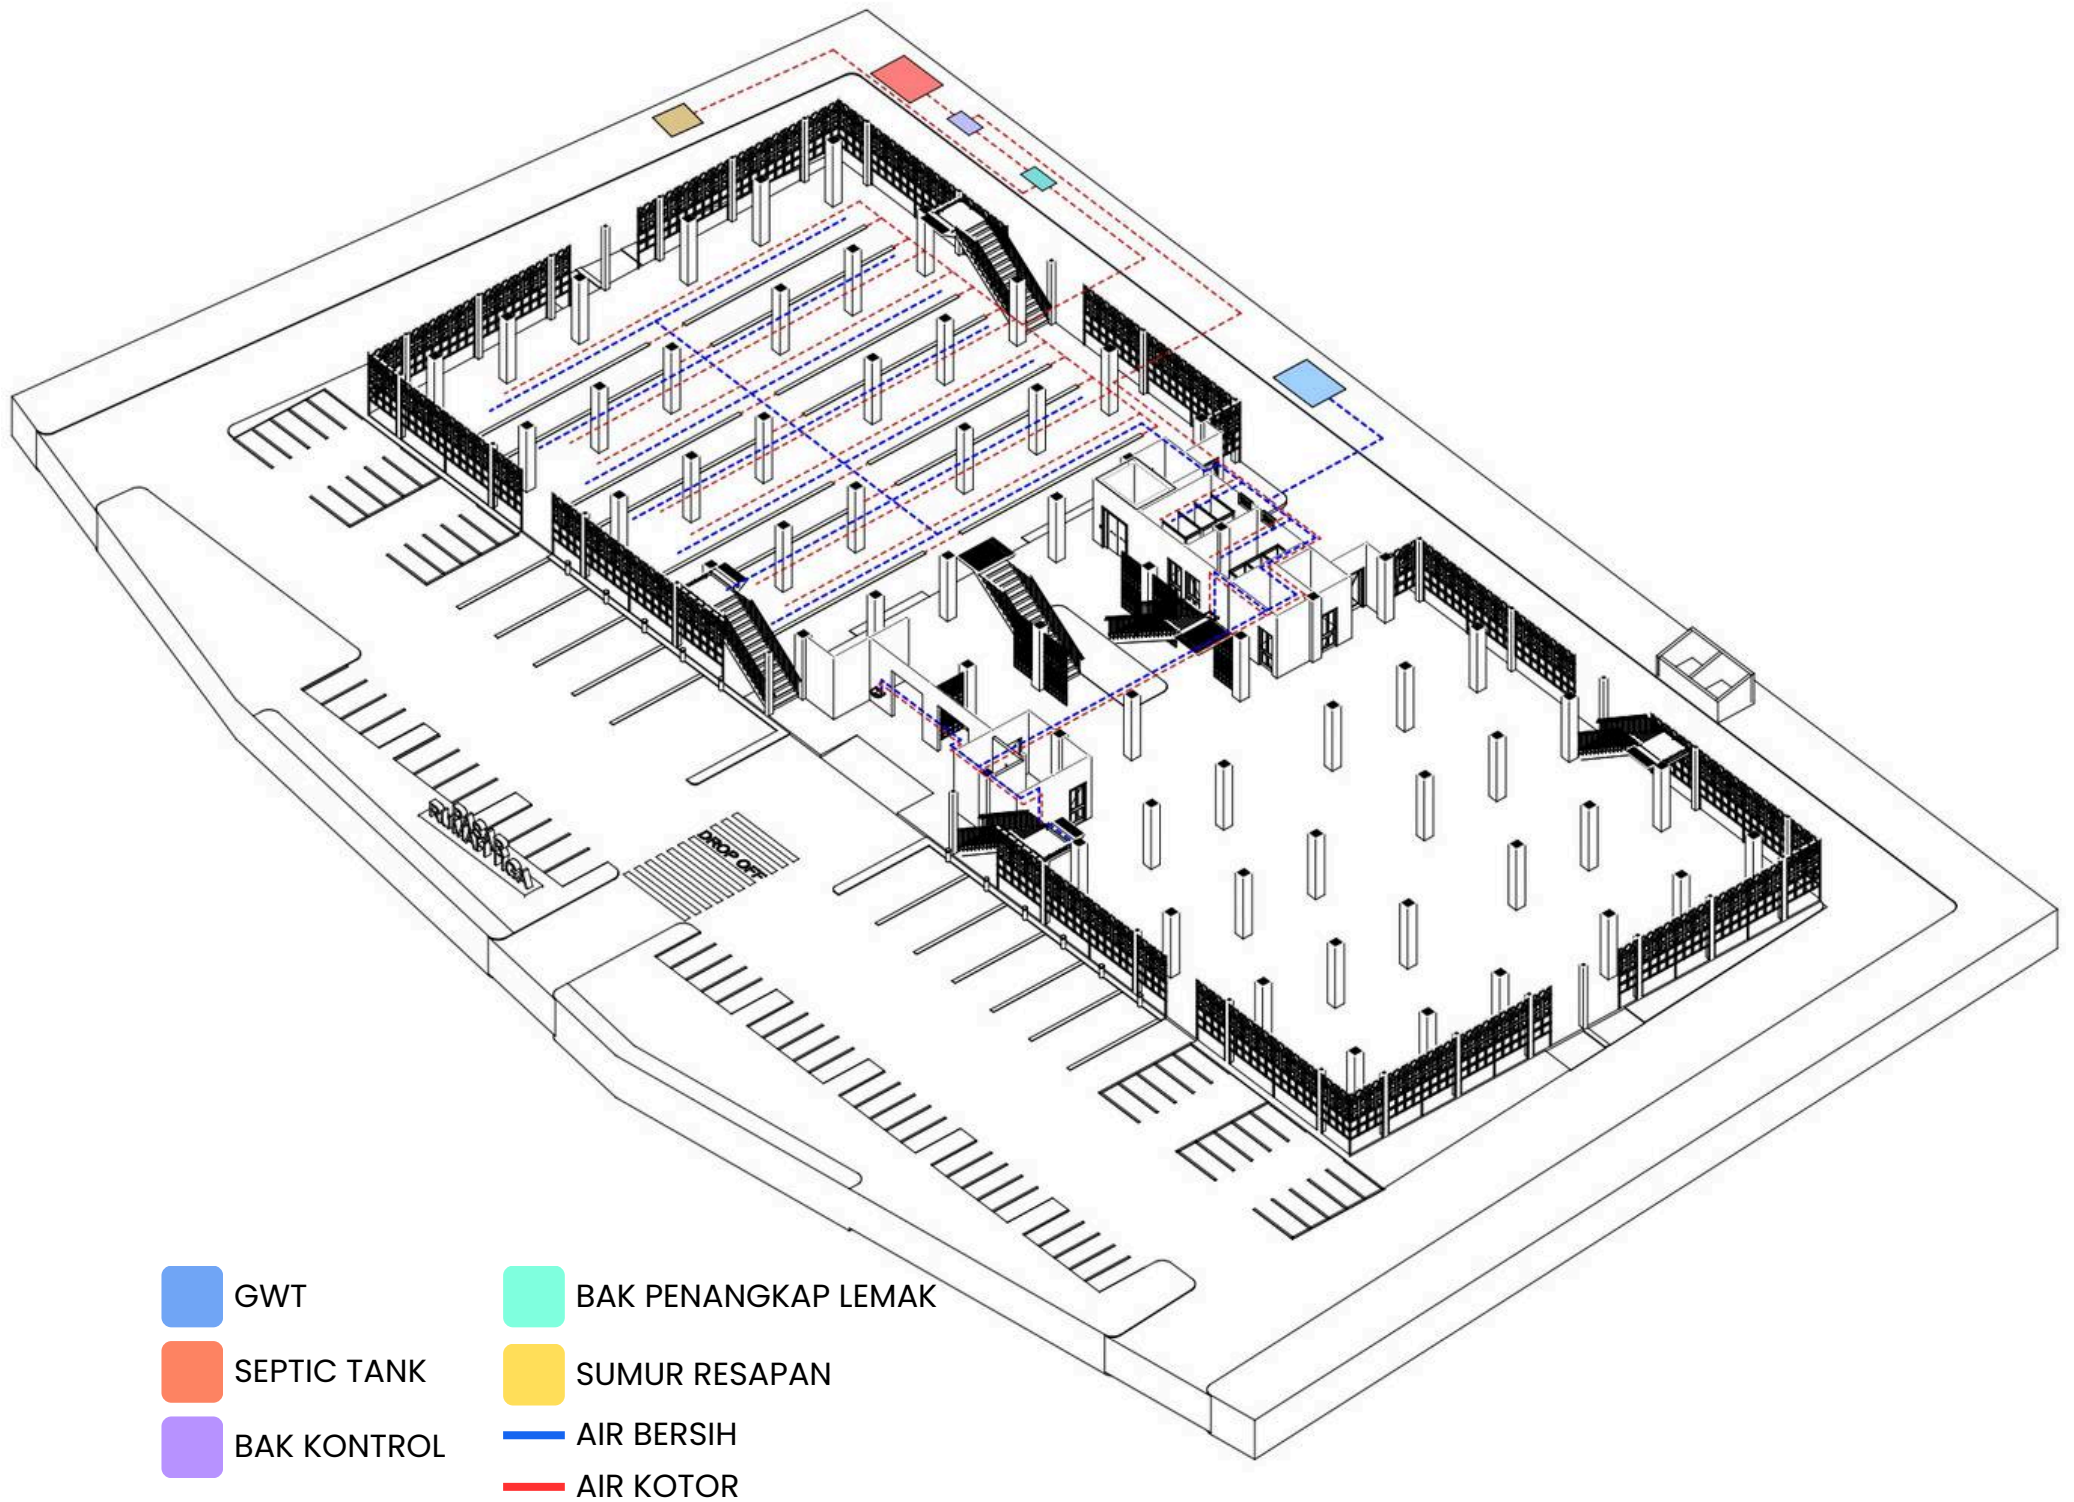 DROP OFF
GWT
SEPTIC TANK
BAK KONTROL
BAK PENANGKAP LEMAK
SUMUR RESAPAN
AIR BERSIH
AIR KOTOR